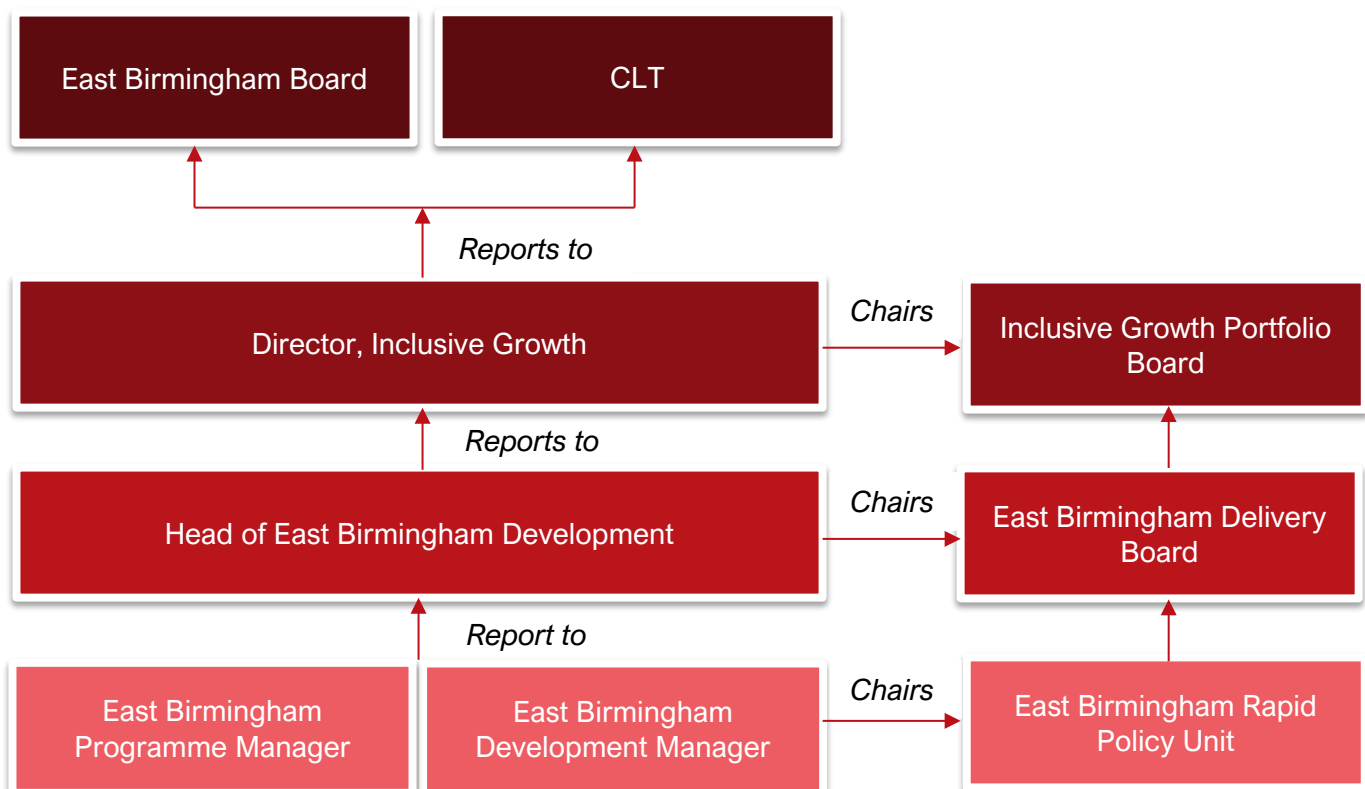 East Birmingham Board
CLT
Reports to
Director, Inclusive Growth
Chairs
Inclusive Growth Portfolio
Board
Reports to
Head of East Birmingham Development
Chairs
East Birmingham Delivery
Board
Report to
East Birmingham
Programme Manager
East Birmingham
Development Manager
Chairs
East Birmingham Rapid
Policy Unit